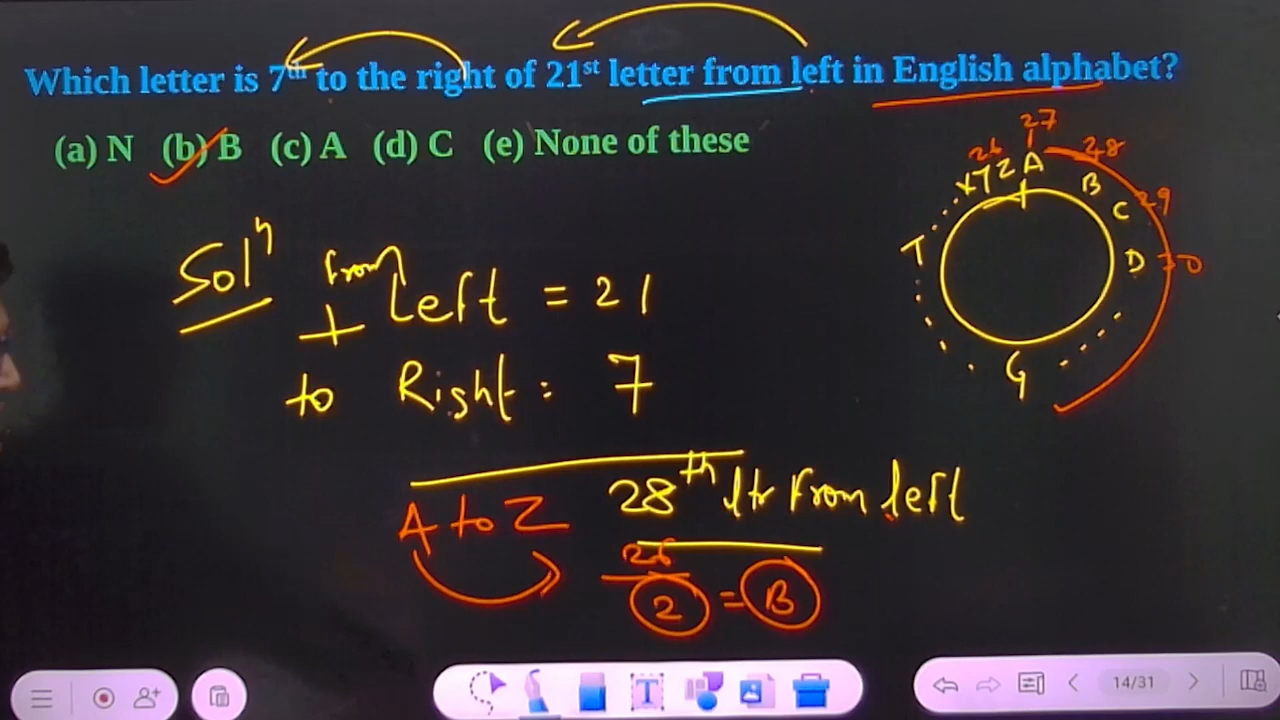 Which letter is 7th to the right of 21st letter from left in English alphabet?
(a) N (b) B (c) A (d) C (e) None of these
Solⁿ
from
+ Left = 21
to Right : 7
28th ltr from left
A to Z
26
2 = B
27
26 28
X Y Z A
B
29
C
T
D 30
G
14/31